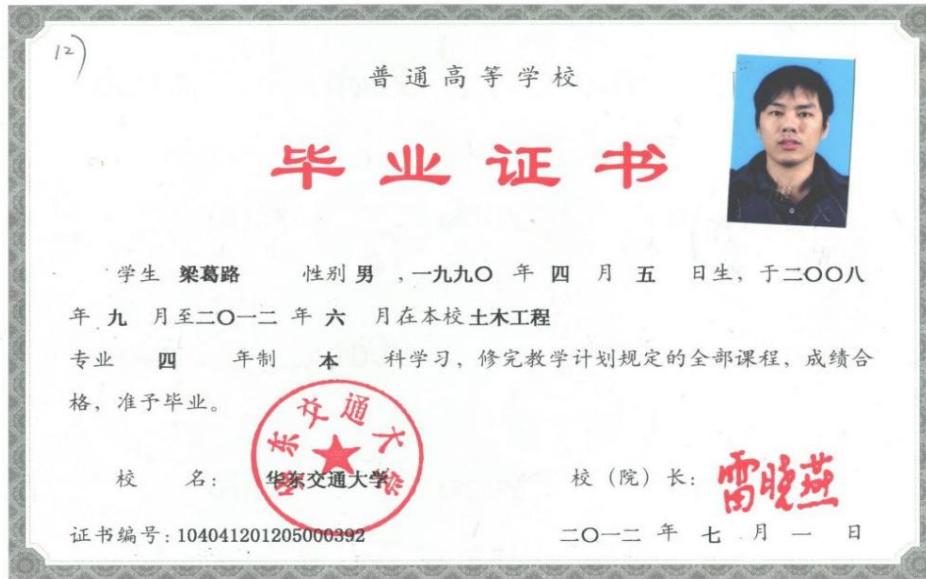 12)
普通高等学校
毕业证书
学生 梁葛路 性别 男 ,一九九〇 年 四 月 五 日生，于二〇〇八
年 九 月至二〇一二 年 六 月在本校 土木工程
专业 四 年制 本 科学习，修完教学计划规定的全部课程，成绩合
格，准予毕业。
华东交通大学
校 名： 华东交通大学 校（院）长：雷晓燕
证书编号：104041201205000392 二〇一二 年 七 月 一 日